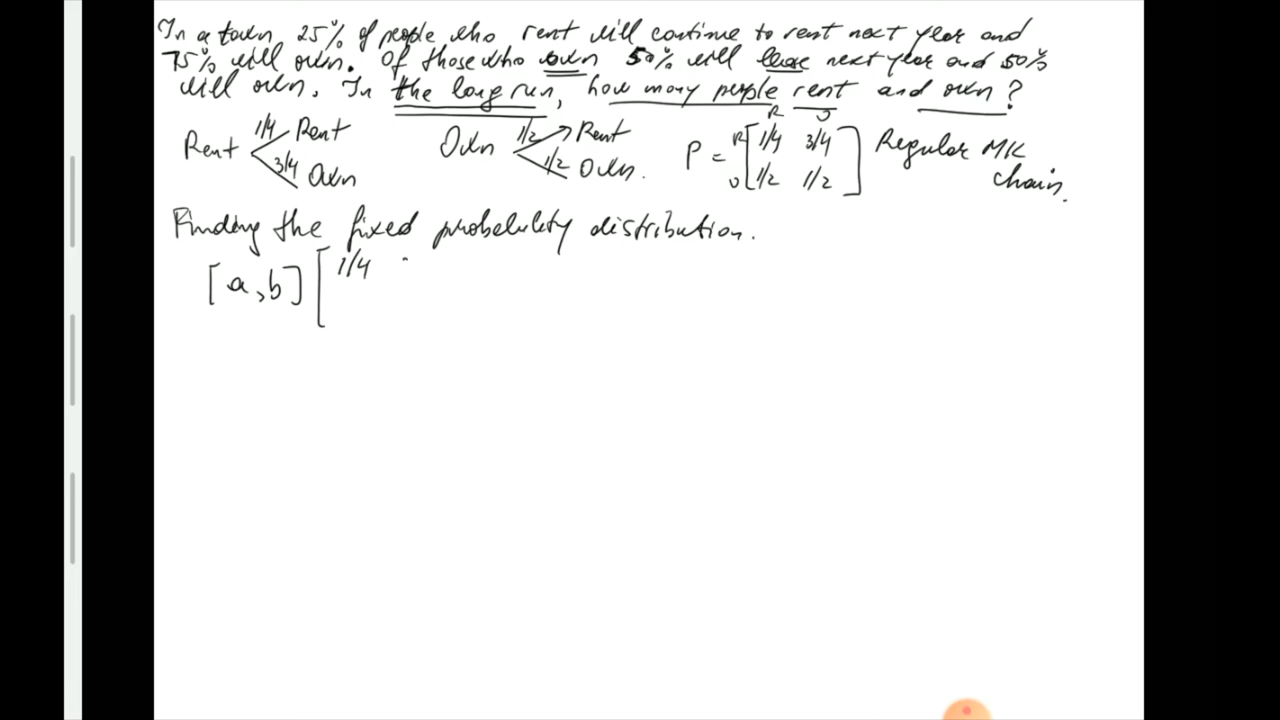 In a town 25% of people who rent will continue to rent next year and
75% will own. Of those who own 50% will lease next year and 50%
will own. In the long run, how many people rent and own?
Rent 1/4 Rent 3/4 Own
Own 1/2 Rent 1/2 Own.
P = R O R [ 1/4 3/4 ] O [ 1/2 1/2 ]
Regular MK
chain.
Finding the fixed probability distribution.
[a, b] [ 1/4